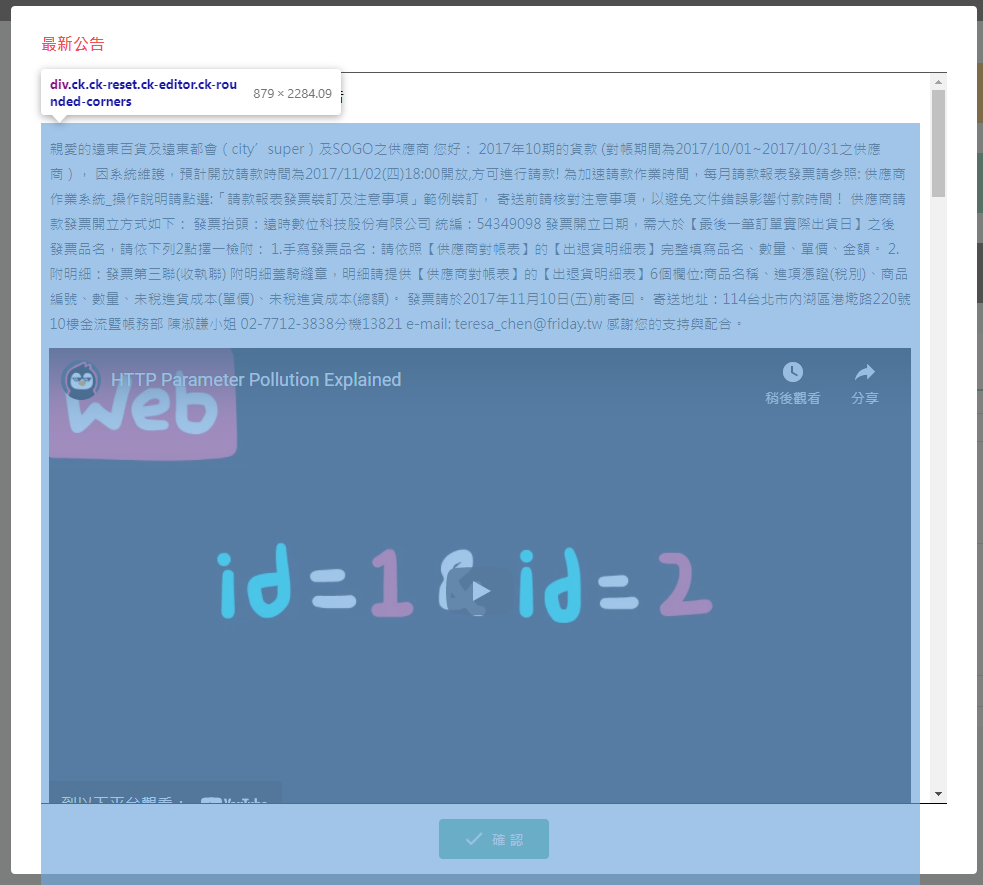 最新公告
div.ck.ck-reset.ck-editor.ck-rou
nded-corners
879 × 2284.09
親愛的遠東百貨及遠東都會（city’super）及SOGO之供應商 您好： 2017年10期的貨款 (對帳期間為2017/10/01~2017/10/31之供應
商）， 因系統維護，預計開放請款時間為2017/11/02(四)18:00開放,方可進行請款! 為加速請款作業時間，每月請款報表發票請參照: 供應商
作業系統_操作說明請點選:「請款報表發票裝訂及注意事項」範例裝訂， 寄送前請核對注意事項，以避免文件錯誤影響付款時間！ 供應商請
款發票開立方式如下： 發票抬頭：遠時數位科技股份有限公司 統編：54349098 發票開立日期，需大於【最後一筆訂單實際出貨日】之後
發票品名，請依下列2點擇一檢附： 1.手寫發票品名：請依照【供應商對帳表】的【出退貨明細表】完整填寫品名、數量、單價、金額。 2.
附明細：發票第三聯(收執聯) 附明細蓋騎縫章，明細請提供【供應商對帳表】的【出退貨明細表】6個欄位:商品名稱、進項憑證(稅別)、商品
編號、數量、未稅進貨成本(單價)、未稅進貨成本(總額)。 發票請於2017年11月10日(五)前寄回。 寄送地址：114台北市內湖區港墘路220號
10樓金流暨帳務部 陳淑謙小姐 02-7712-3838分機13821 e-mail: teresa_chen@friday.tw 感謝您的支持與配合。
HTTP Parameter Pollution Explained
稍後觀看
分享
Web
id=1 & id=2
到以下平台觀看：
YouTube
確認